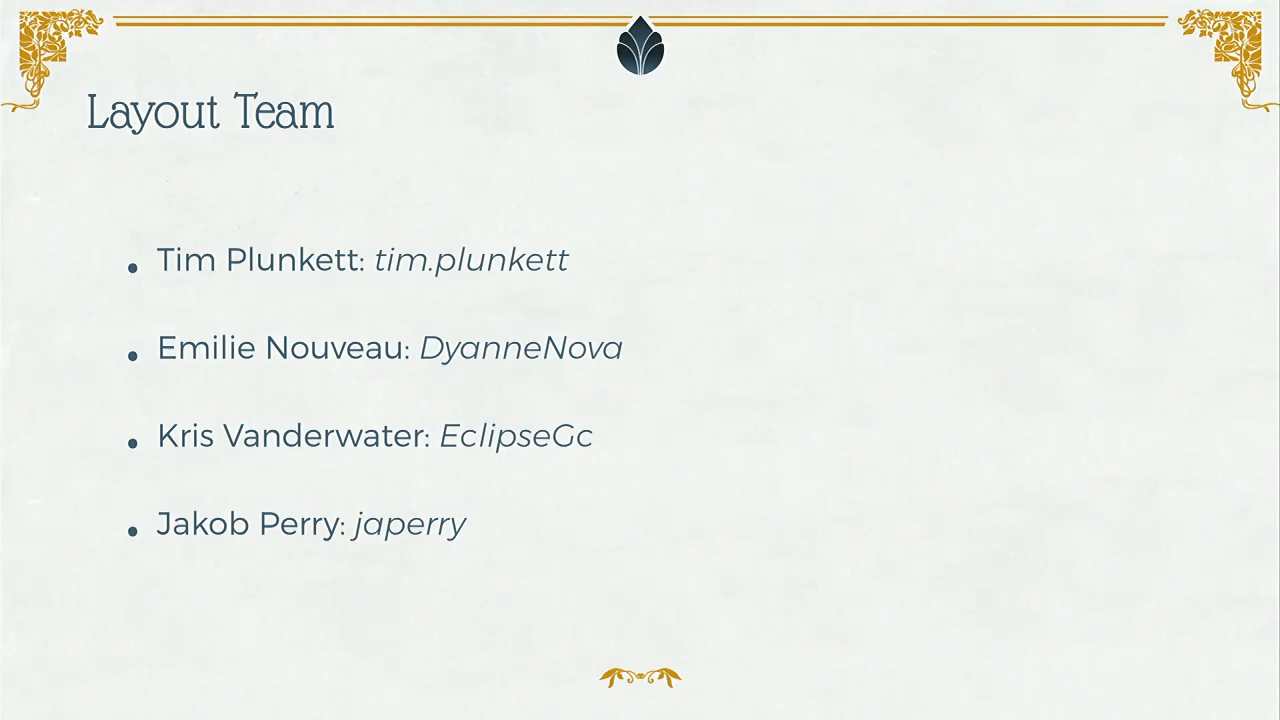 Layout Team
• Tim Plunkett: tim.plunkett
• Emilie Nouveau: DyanneNova
• Kris Vanderwater: EclipseGc
• Jakob Perry: japerry